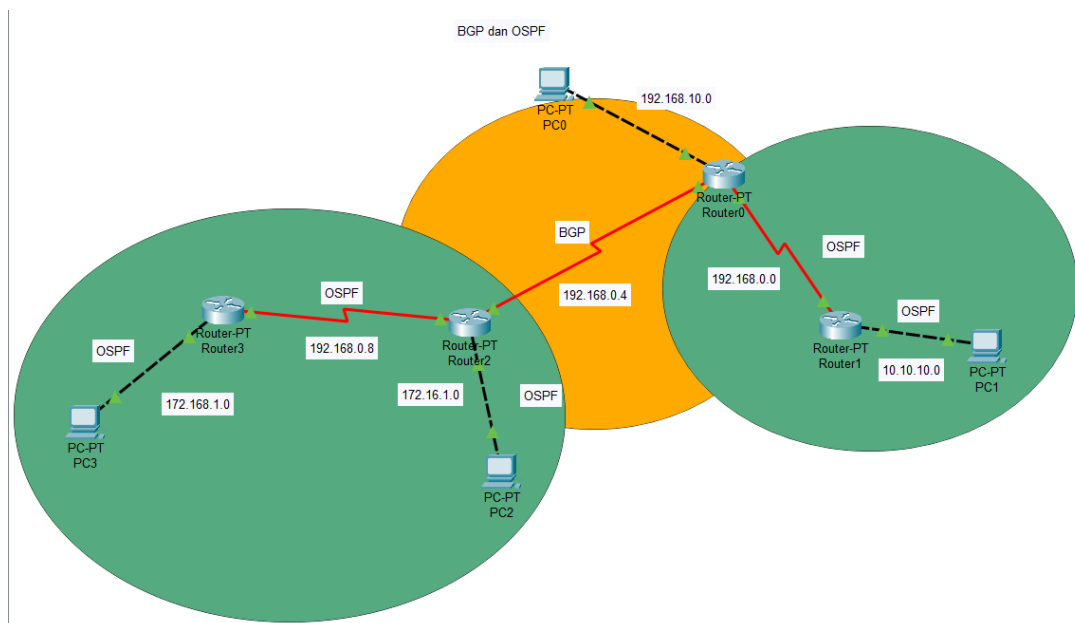 BGP dan OSPF
PC-PT
PC0
192.168.10.0
Router-PT
Router0
BGP
OSPF
192.168.0.0
192.168.0.4
OSPF
Router-PT
Router1
PC-PT
PC1
10.10.10.0
OSPF
Router-PT
Router3
192.168.0.8
Router-PT
Router2
OSPF
172.168.1.0
172.16.1.0
OSPF
PC-PT
PC3
PC-PT
PC2